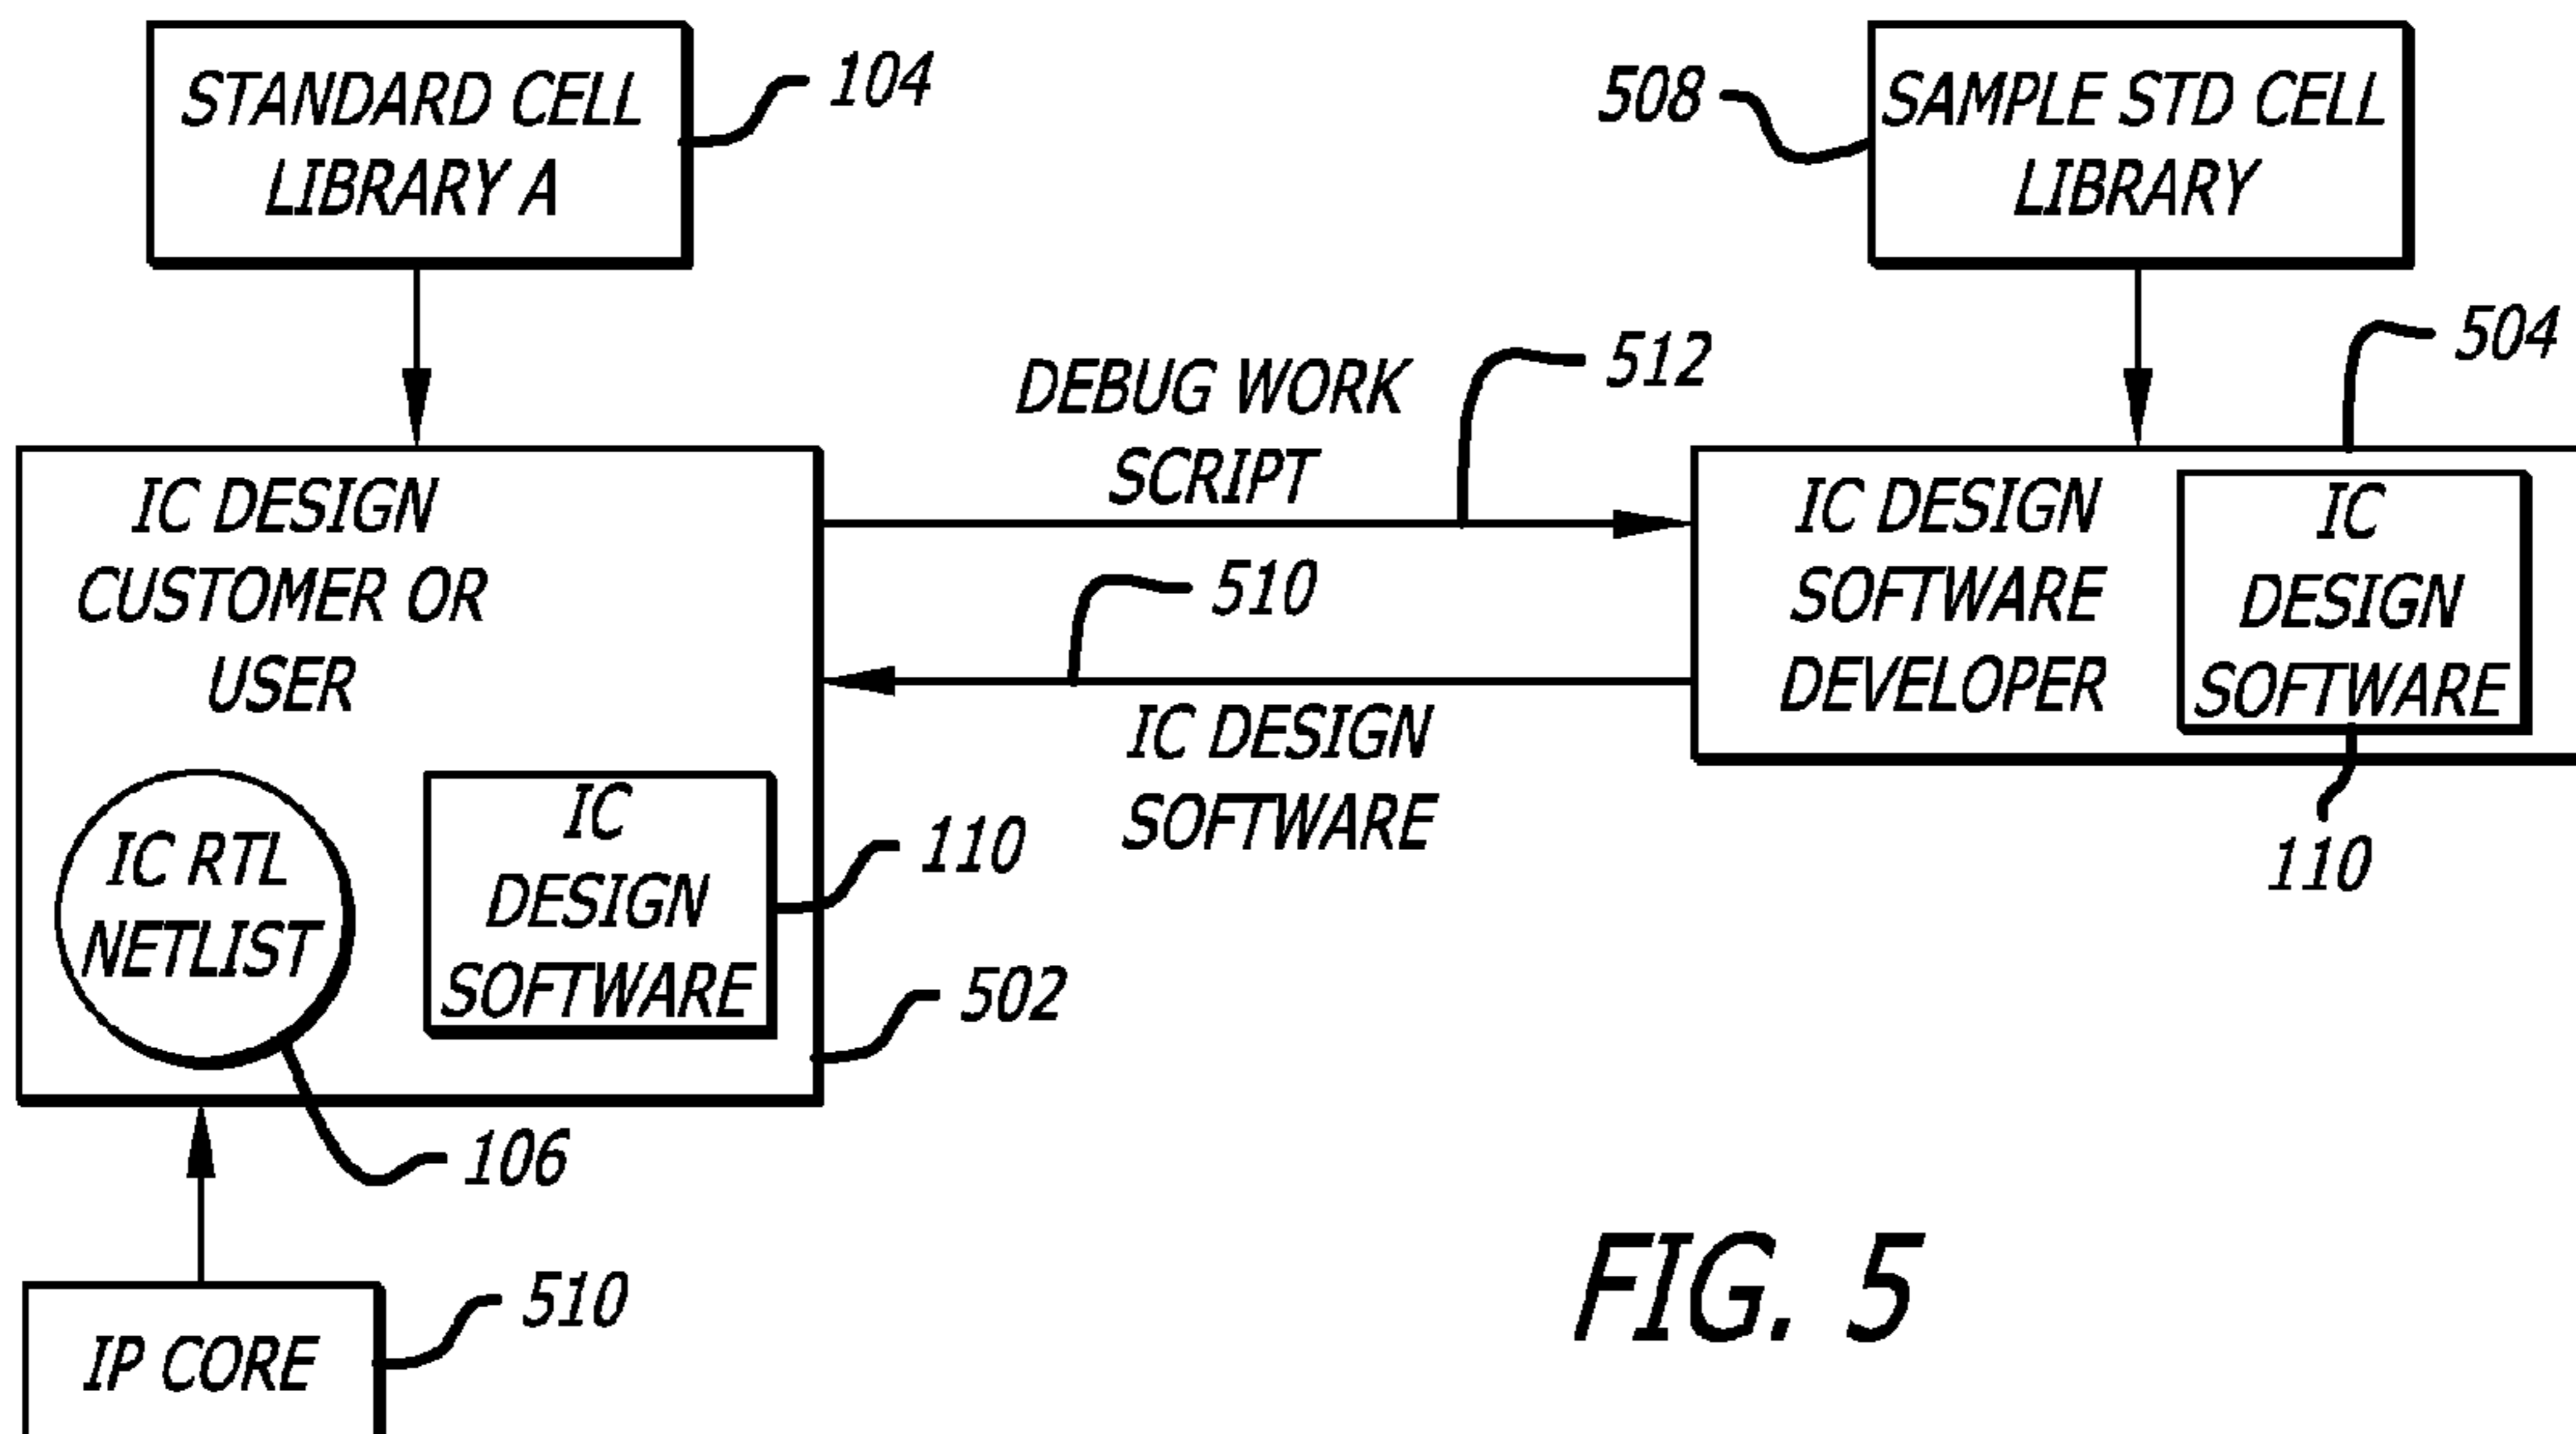 STANDARD CELL
LIBRARY A
104
508
SAMPLE STD CELL
LIBRARY
504
DEBUG WORK
SCRIPT
512
510
IC DESIGN
SOFTWARE
IC DESIGN
CUSTOMER OR
USER
IC RTL
NETLIST
IC
DESIGN
SOFTWARE
110
502
106
IC DESIGN
SOFTWARE
DEVELOPER
IC
DESIGN
SOFTWARE
110
IP CORE
510
FIG. 5